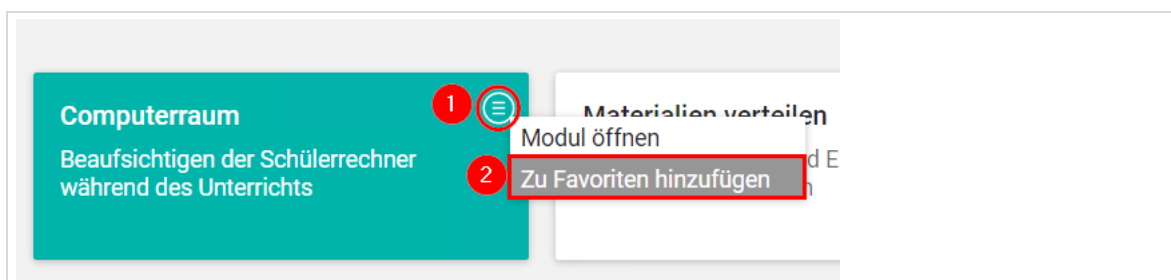 Computerraum
1
Materialien verteilen
Beaufsichtigen der Schülerrechner
während des Unterrichts
Modul öffnen
d E
2
Zu Favoriten hinzufügen